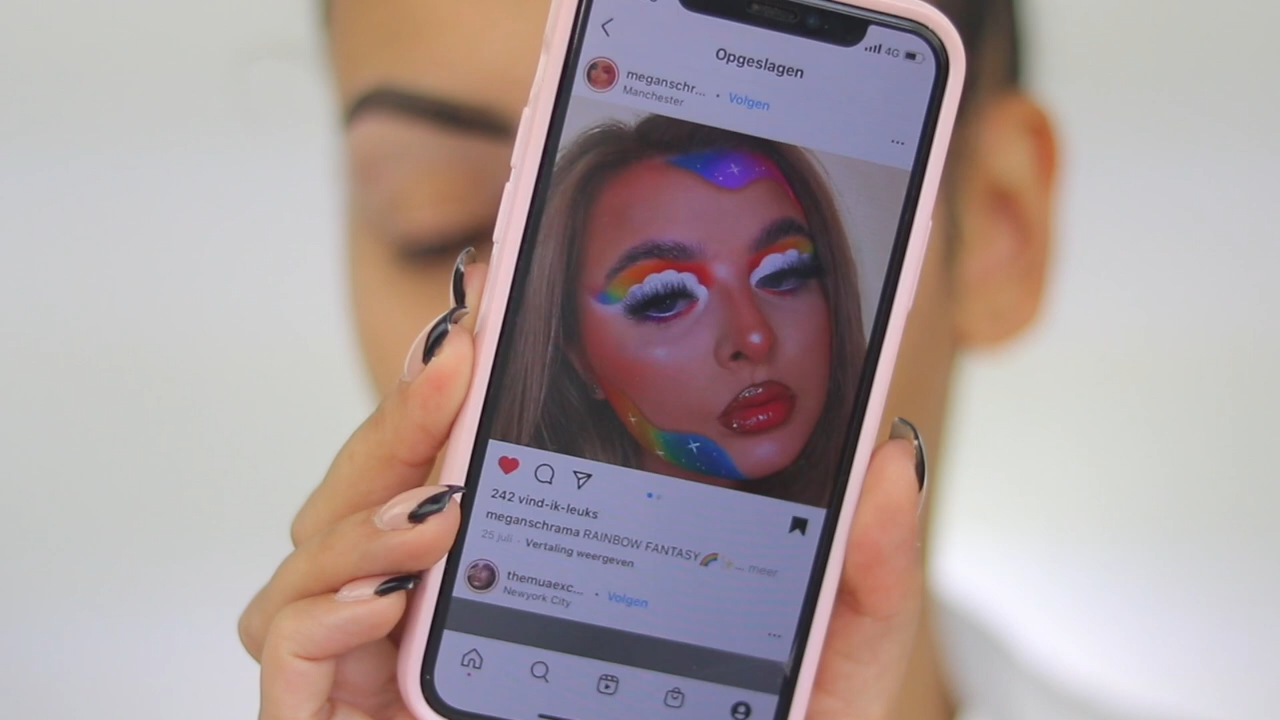 4G
Opgeslagen
meganschr... • Volgen
Manchester
242 vind-ik-leuks
meganschrama RAINBOW FANTASY🌈✨... meer
25 juli · Vertaling weergeven
themuaexc... • Volgen
Newyork City